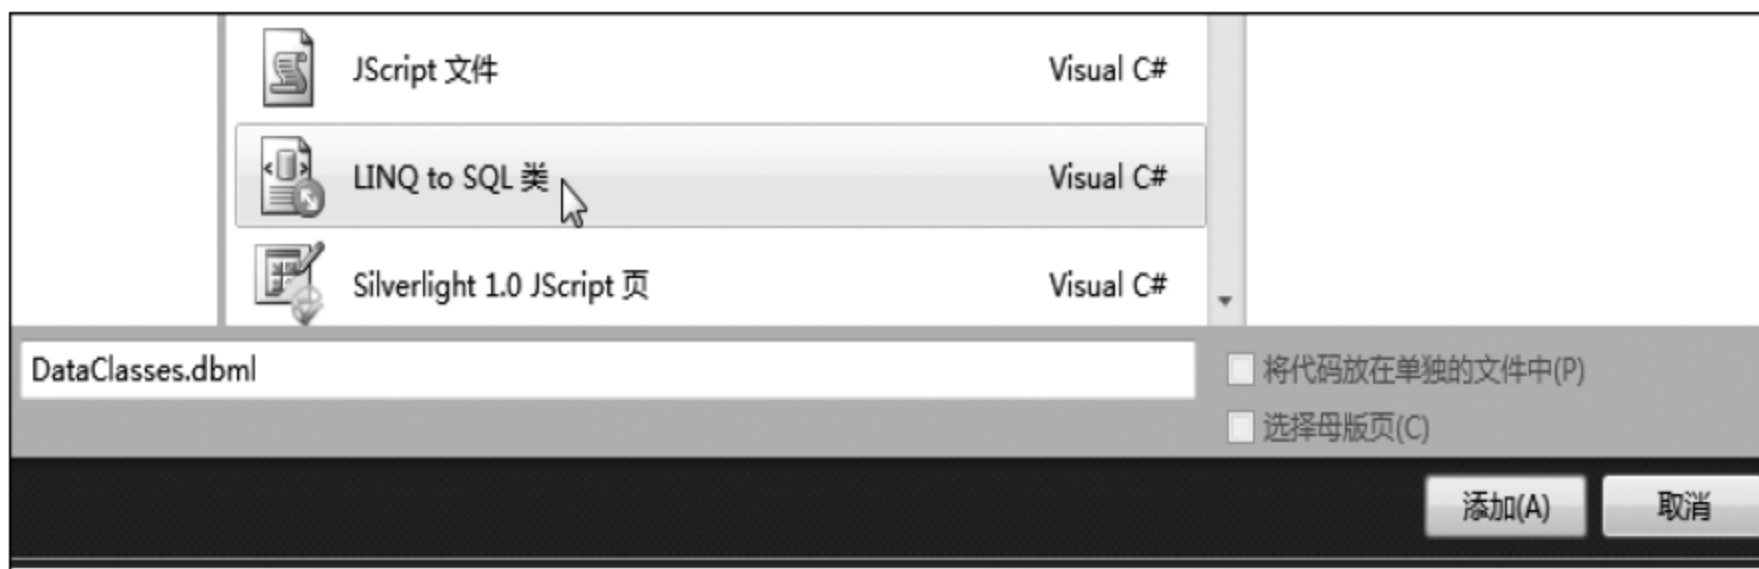 JScript 文件 Visual C#
LINQ to SQL 类 Visual C#
Silverlight 1.0 JScript 页 Visual C#
DataClasses.dbml 将代码放在单独的文件中(P)
选择母版页(C)
添加(A) 取消